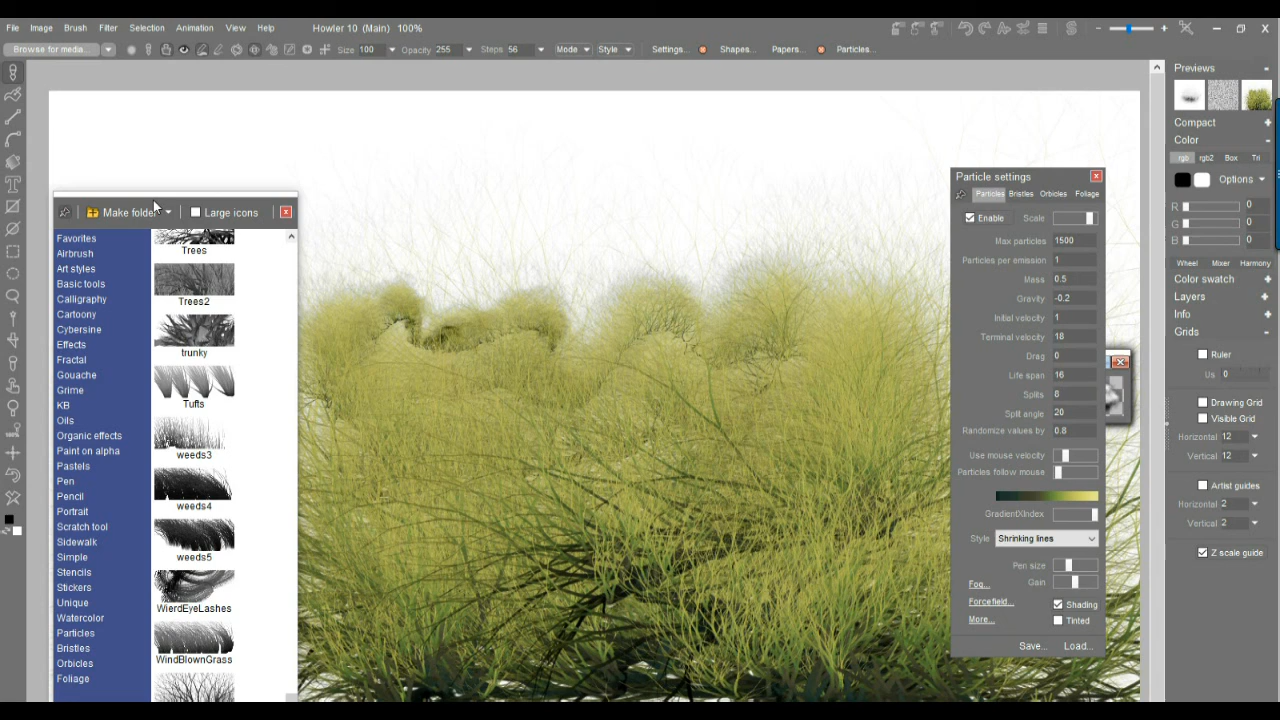 File Image Brush Filter Selection Animation View Help Howler 10 (Main) 100%
Browse for media... Size 100 Opacity 255 Steps 56 Mode Style Settings... Shapes... Papers... Particles...
Make folder Large icons
Favorites
Airbrush
Art styles
Basic tools
Calligraphy
Cartoony
Cybersine
Effects
Fractal
Gouache
Grime
KB
Oils
Organic effects
Paint on alpha
Pastels
Pen
Pencil
Portrait
Scratch tool
Sidewalk
Simple
Stencils
Stickers
Unique
Watercolor
Particles
Bristles
Orbicles
Foliage
Trees
Trees2
trunky
Tufts
weeds3
weeds4
weeds5
WierdEyeLashes
WindBlownGrass
Particle settings
Particles Bristles Orbicles Foliage
Enable Scale
Max particles 1500
Particles per emission 1
Mass 0.5
Gravity -0.2
Initial velocity 1
Terminal velocity 18
Drag 0
Life span 16
Splits 8
Split angle 20
Randomize values by 0.8
Use mouse velocity
Particles follow mouse
GradientXIndex
Style Shrinking lines
Pen size
Fog... Gain
Forcefield... Shading
More... Tinted
Save... Load...
Previews -
Compact +
Color -
rgb rgb2 Box Tri
Options
R 0
G 0
B 0
Wheel Mixer Harmony
Color swatch +
Layers +
Info +
Grids -
Ruler
Us 0
Drawing Grid
Visible Grid
Horizontal 12
Vertical 12
Artist guides
Horizontal 2
Vertical 2
Z scale guide